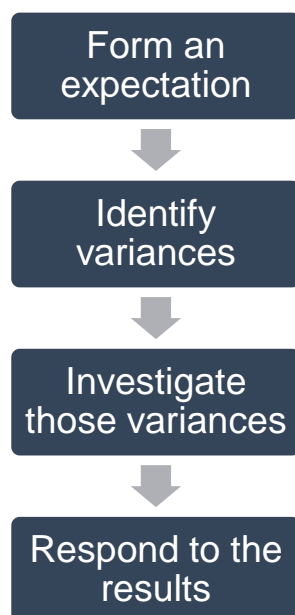 Form an
expectation
Identify
variances
Investigate
those variances
Respond to the
results